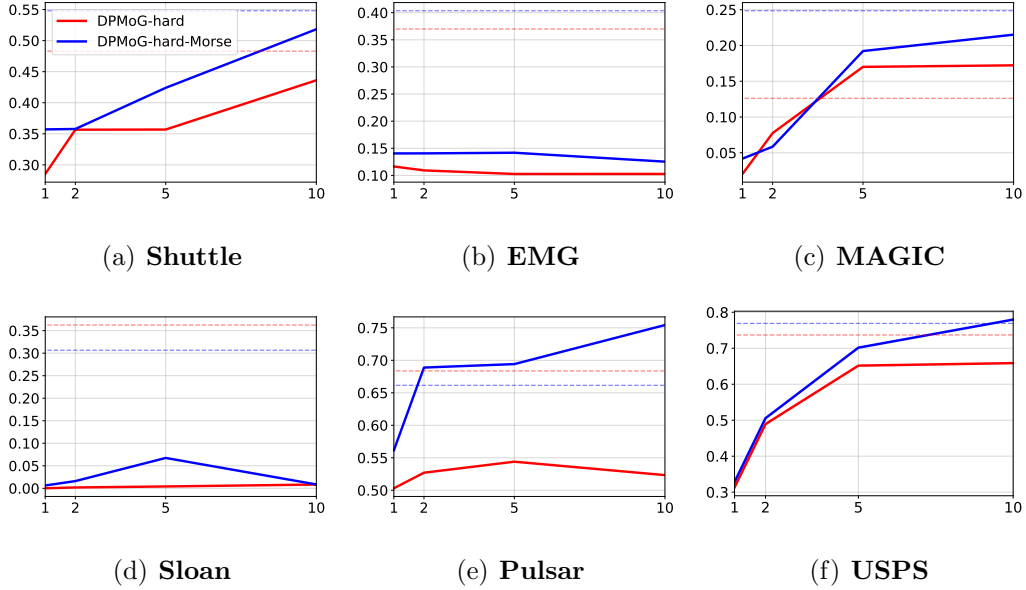 0.55
0.50
0.45
0.40
0.35
0.30
DPMoG-hard
DPMoG-hard-Morse
1 2 5 10
(a) Shuttle
0.40
0.35
0.30
0.25
0.20
0.15
0.10
1 2 5 10
(b) EMG
0.25
0.20
0.15
0.10
0.05
1 2 5 10
(c) MAGIC
0.35
0.30
0.25
0.20
0.15
0.10
0.05
0.00
1 2 5 10
(d) Sloan
0.75
0.70
0.65
0.60
0.55
0.50
1 2 5 10
(e) Pulsar
0.8
0.7
0.6
0.5
0.4
0.3
1 2 5 10
(f) USPS